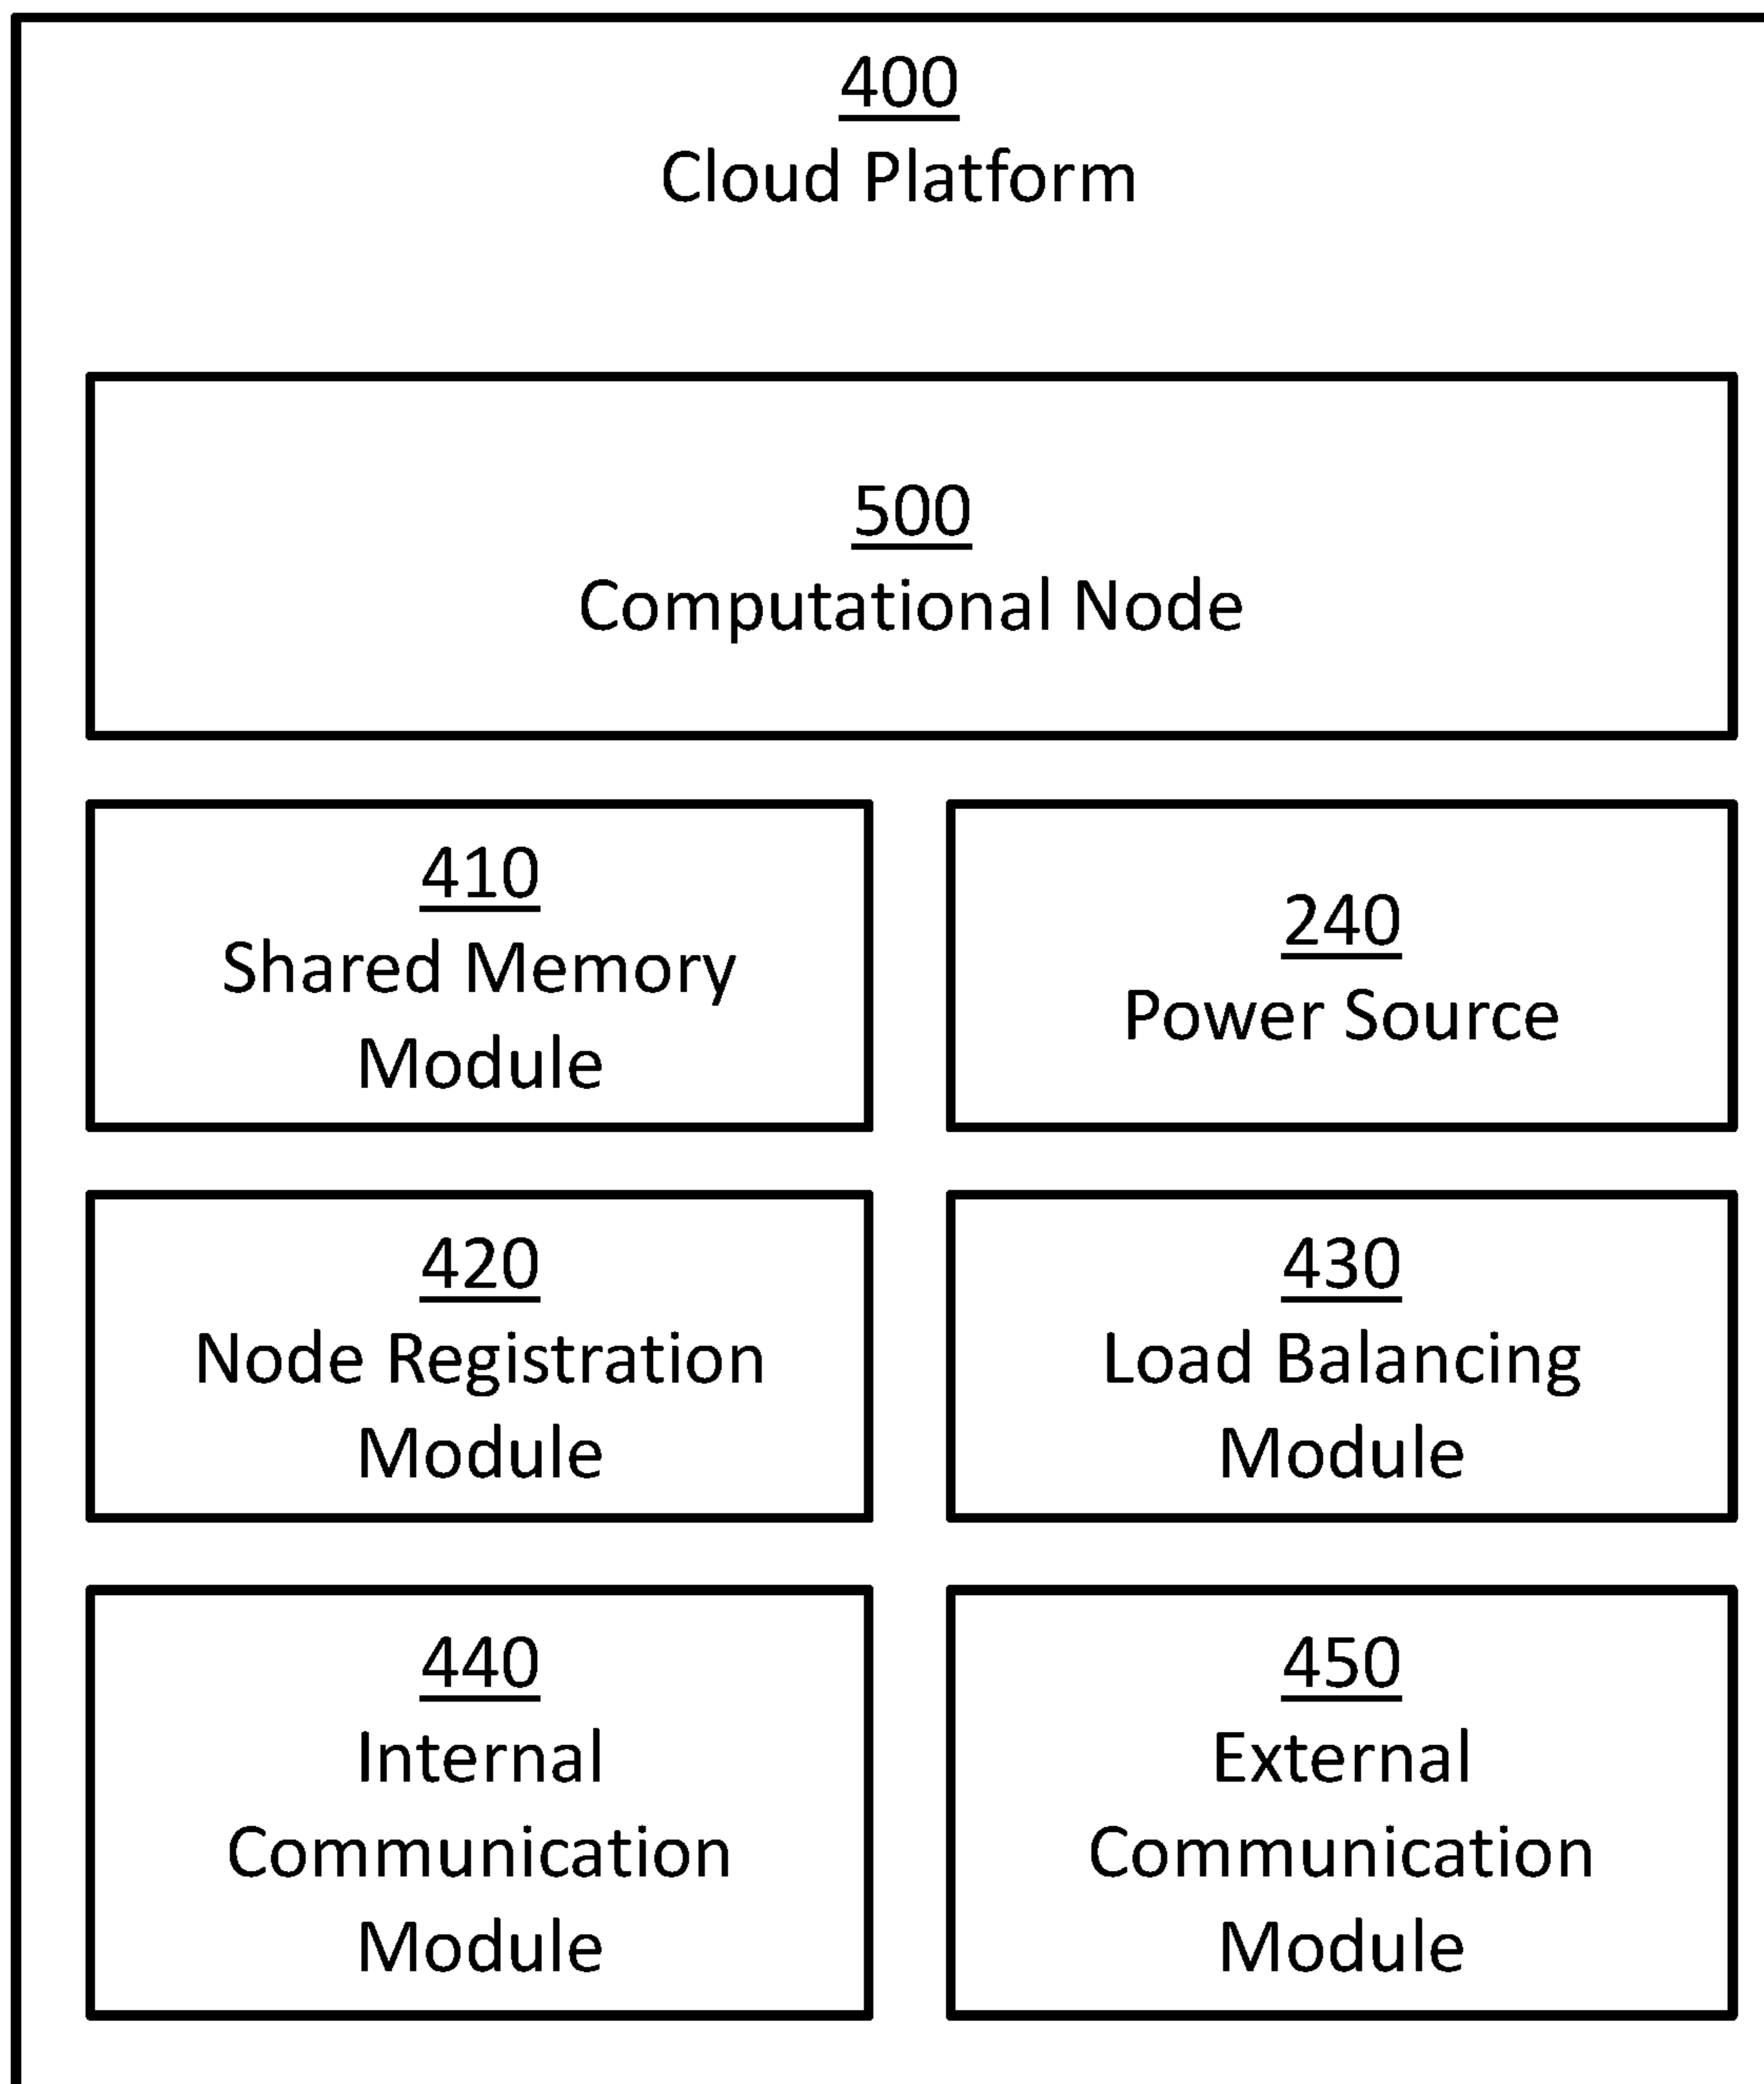 400
Cloud Platform
500
Computational Node
410
Shared Memory
Module
240
Power Source
420
Node Registration
Module
430
Load Balancing
Module
440
Internal
Communication
Module
450
External
Communication
Module